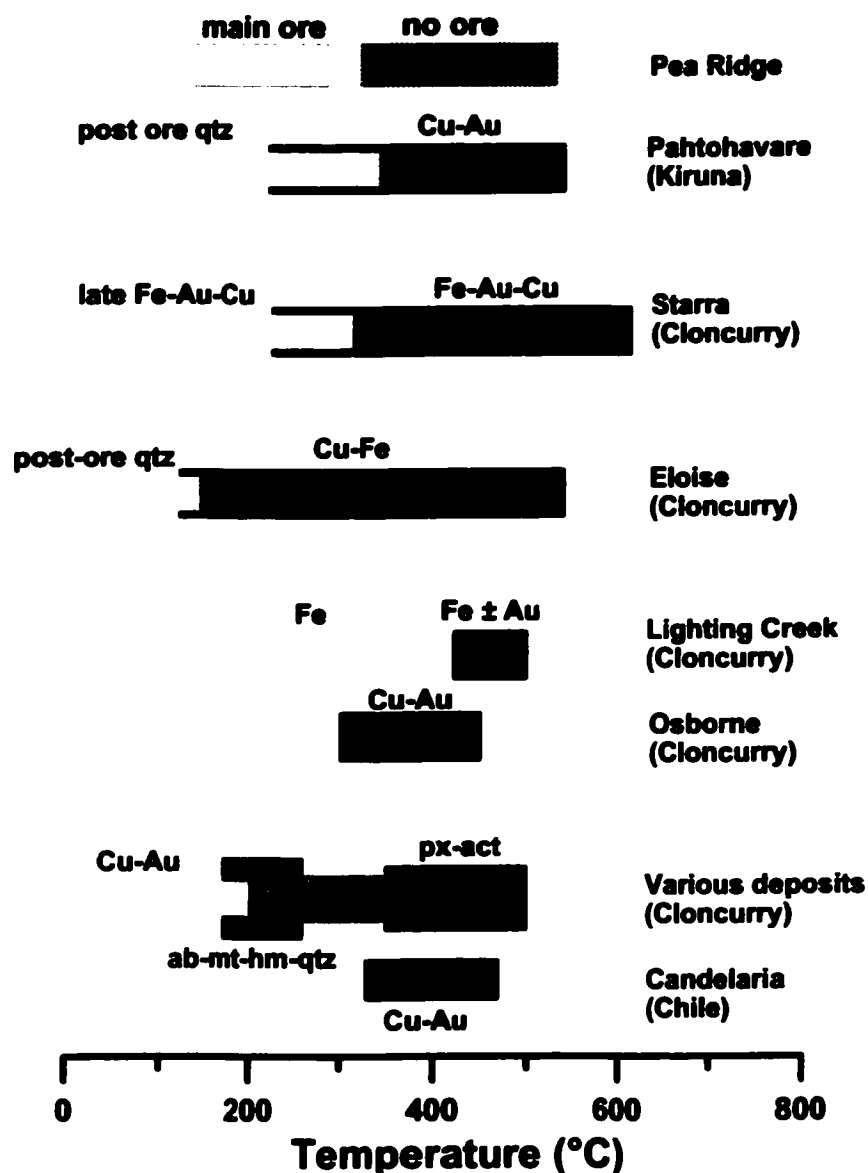 main ore no ore
Pea Ridge
post ore qtz Cu-Au
Pahtohavare
(Kiruna)
late Fe-Au-Cu Fe-Au-Cu
Starra
(Cloncurry)
post-ore qtz Cu-Fe
Eloise
(Cloncurry)
Fe Fe ± Au
Lighting Creek
(Cloncurry)
Cu-Au
Osborne
(Cloncurry)
Cu-Au px-act
Various deposits
(Cloncurry)
ab-mt-hm-qtz
Candelaria
(Chile)
Cu-Au
0 200 400 600 800
Temperature (°C)